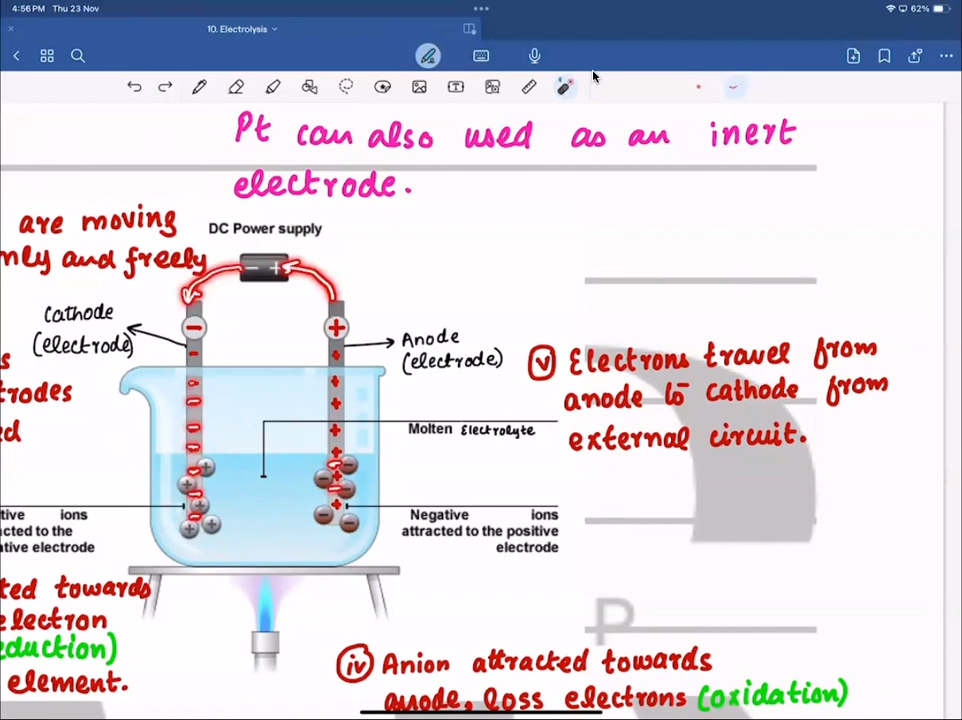 4:56 PM Thu 23 Nov
62%
10. Electrolysis
Pt can also used as an inert
electrode.
are moving
mly and freely
DC Power supply
Cathode
(electrode)
Anode
(electrode)
s
trodes
ed
Molten Electrolyte
v Electrons travel from
anode to cathode from
external circuit.
tive ions
acted to the
ative electrode
Negative ions
attracted to the positive
electrode
ted towards
electron
eduction)
element.
P
iv Anion attracted towards
anode, loss electrons (oxidation)